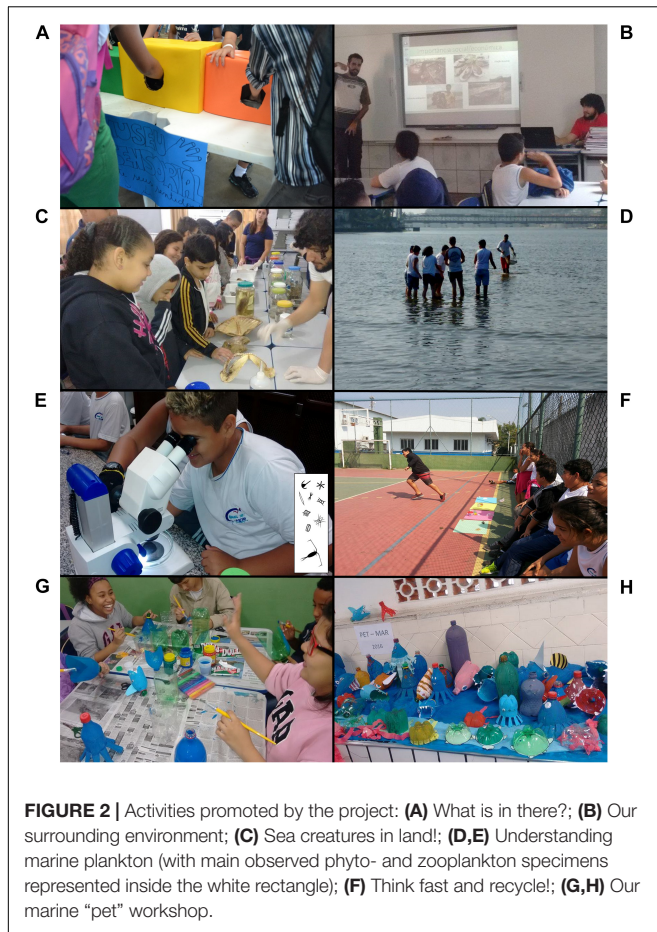 A
B
MUSEU
SENSORIAL
C
D
E
F
G
H
PET – MAR
2016
FIGURE 2 | Activities promoted by the project: (A) What is in there?; (B) Our
surrounding environment; (C) Sea creatures in land!; (D,E) Understanding
marine plankton (with main observed phyto- and zooplankton specimens
represented inside the white rectangle); (F) Think fast and recycle!; (G,H) Our
marine “pet” workshop.